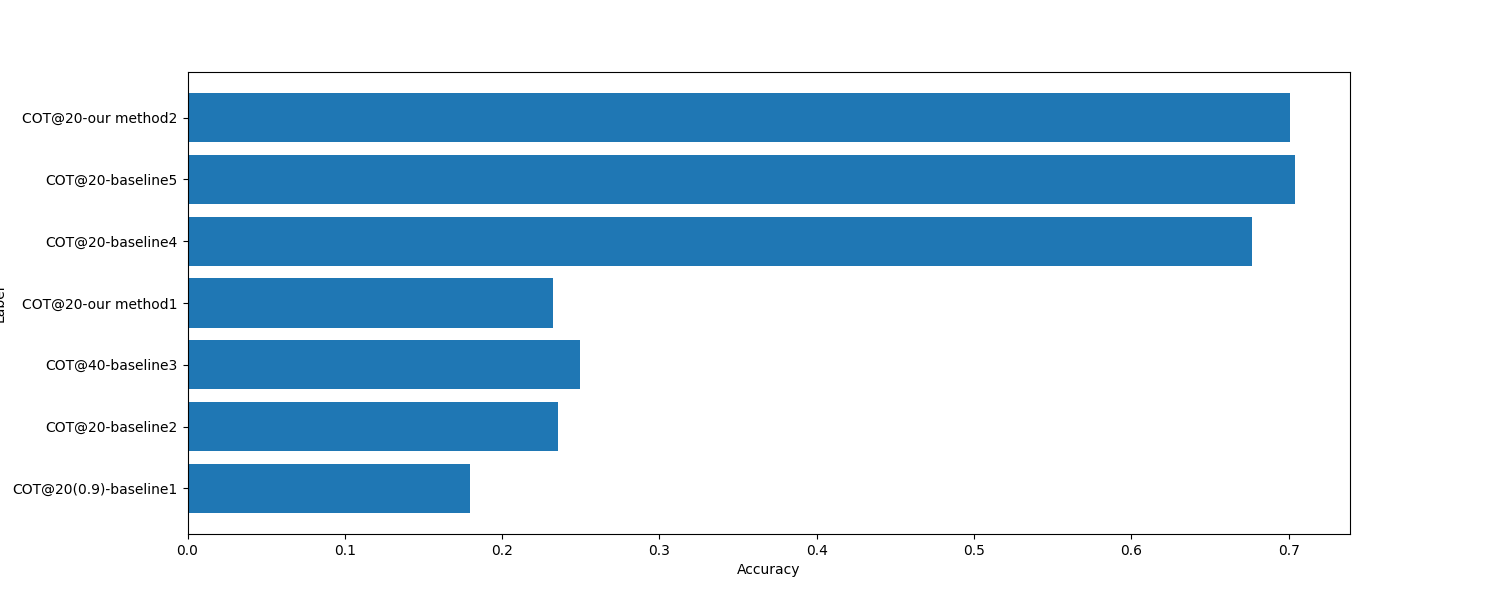 COT@20-our method2
COT@20-baseline5
COT@20-baseline4
COT@20-our method1
COT@40-baseline3
COT@20-baseline2
COT@20(0.9)-baseline1
0.0 0.1 0.2 0.3 0.4 0.5 0.6 0.7
Accuracy